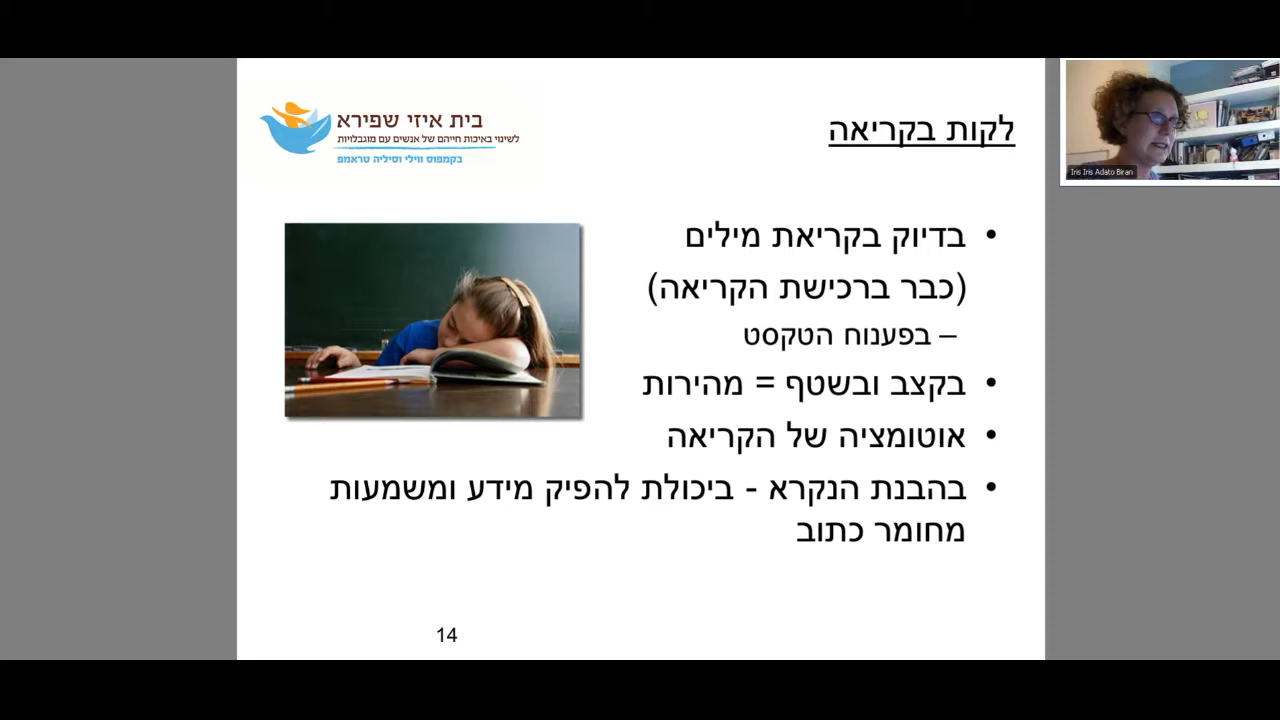 בית איזי שפירא
לשינוי באיכות חייהם של אנשים עם מוגבלויות
בקמפוס ווילי וסיליה טראמפ
לקות בקריאה
Iris Iris Adato Biran
• בדיוק בקריאת מילים
(כבר ברכישת הקריאה)
– בפענוח הטקסט
• בקצב ובשטף = מהירות
• אוטומציה של הקריאה
• בהבנת הנקרא - ביכולת להפיק מידע ומשמעות
מחומר כתוב
14